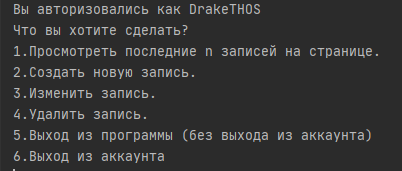 Вы авторизовались как DrakeTHOS
Что вы хотите сделать?
1.Просмотреть последние n записей на странице.
2.Создать новую запись.
3.Изменить запись.
4.Удалить запись.
5.Выход из программы (без выхода из аккаунта)
6.Выход из аккаунта